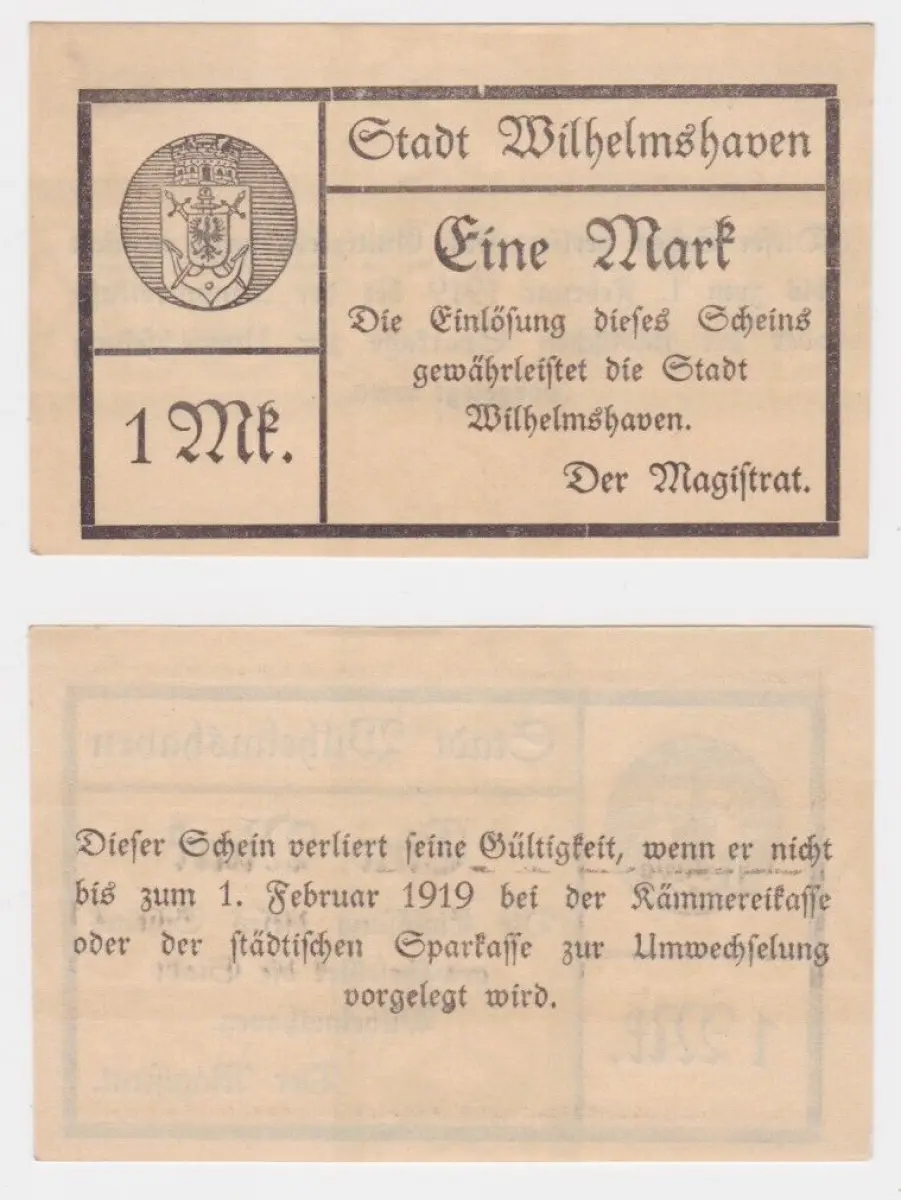 Stadt Wilhelmshaven
Eine Mark
Die Einlösung dieses Scheins
gewährleistet die Stadt
Wilhelmshaven.
Der Magistrat.
1 Mk.
Dieser Schein verliert seine Gültigkeit, wenn er nicht
bis zum 1. Februar 1919 bei der Kämmereikasse
oder der städtischen Sparkasse zur Umwechselung
vorgelegt wird.